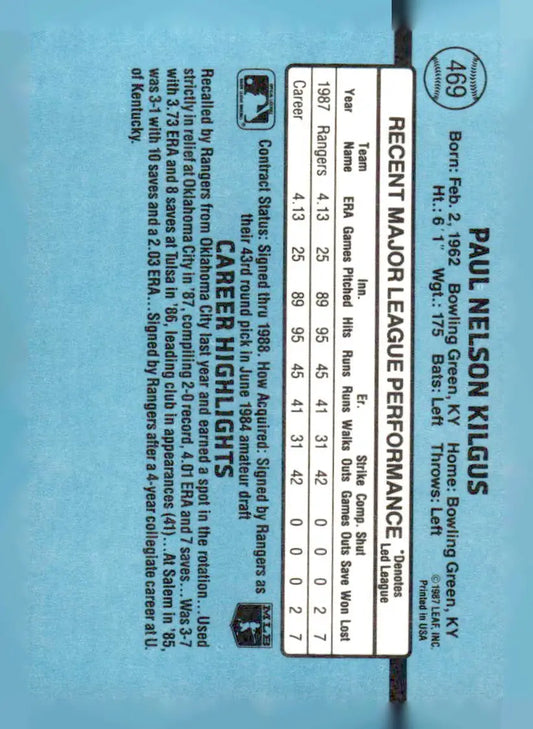 469
PAUL NELSON KILGUS
Born: Feb. 2, 1962 Bowling Green, KY Home: Bowling Green, KY
Ht.: 6'1" Wgt.: 175 Bats: Left Throws: Left
©1987 LEAF, INC.
Printed in USA
RECENT MAJOR LEAGUE PERFORMANCE *Denotes Led League
Inn. Er. Strike Comp. Shut
Year Team Name ERA Games Pitched Hits Runs Runs Walks Outs Games Outs Save Won Lost
1987 Rangers 4.13 25 89 95 45 41 31 42 0 0 0 2 7
Career 4.13 25 89 95 45 41 31 42 0 0 0 2 7
Contract Status: Signed thru 1988. How Acquired: Signed by Rangers as
their 43rd round pick in June 1984 amateur draft
MLB
CAREER HIGHLIGHTS
Recalled by Rangers from Oklahoma City last year and earned a spot in the rotation... Used
strictly in relief at Oklahoma City in '87, compiling 2-0 record, 4.01 ERA and 7 saves... Was 3-7
with 3.73 ERA and 8 saves at Tulsa in '86, leading club in appearances (41)... At Salem in '85,
was 3-1 with 10 saves and a 2.03 ERA... Signed by Rangers after a 4-year collegiate career at U.
of Kentucky.